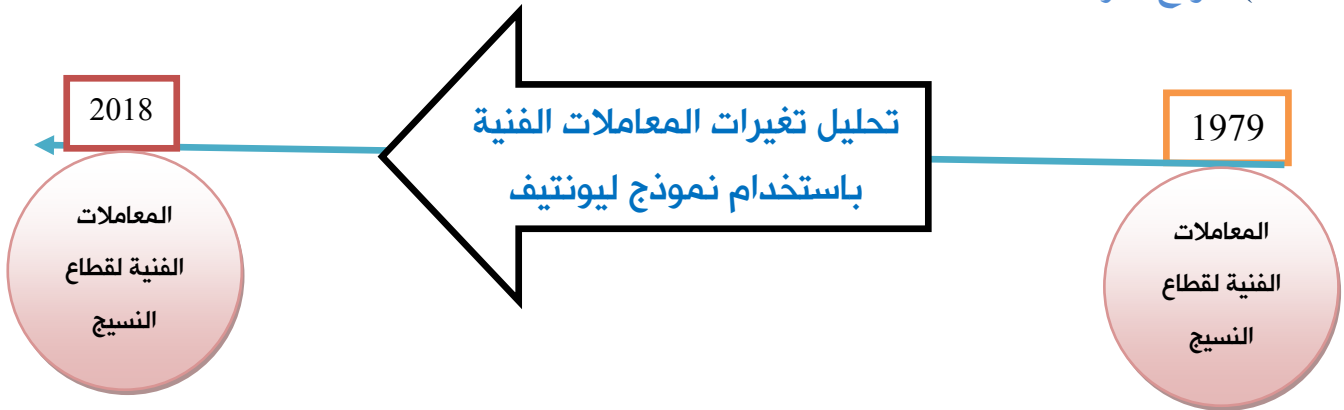 1979
المعاملات
الفنية لقطاع
النسيج
تحليل تغيرات المعاملات الفنية
باستخدام نموذج ليونتيف
2018
المعاملات
الفنية لقطاع
النسيج